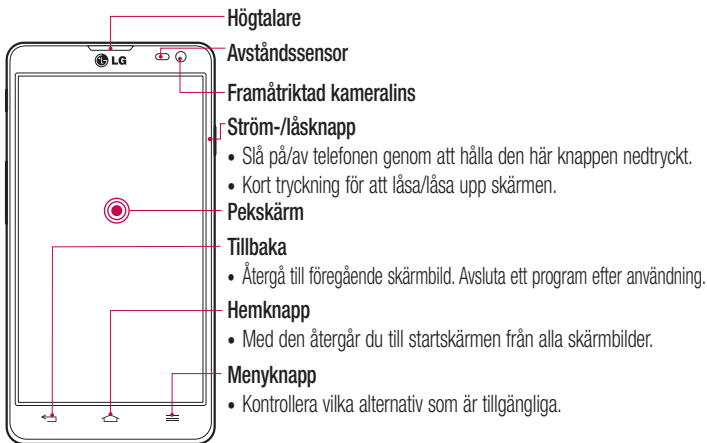 Högtalare
LG
Avståndssensor
Framåtriktad kameralins
Ström-/låsknapp
• Slå på/av telefonen genom att hålla den här knappen nedtryckt.
• Kort tryckning för att låsa/låsa upp skärmen.
Pekskärm
Tillbaka
• Återgå till föregående skärmbild. Avsluta ett program efter användning.
Hemknapp
• Med den återgår du till startskärmen från alla skärmbilder.
Menyknapp
• Kontrollera vilka alternativ som är tillgängliga.